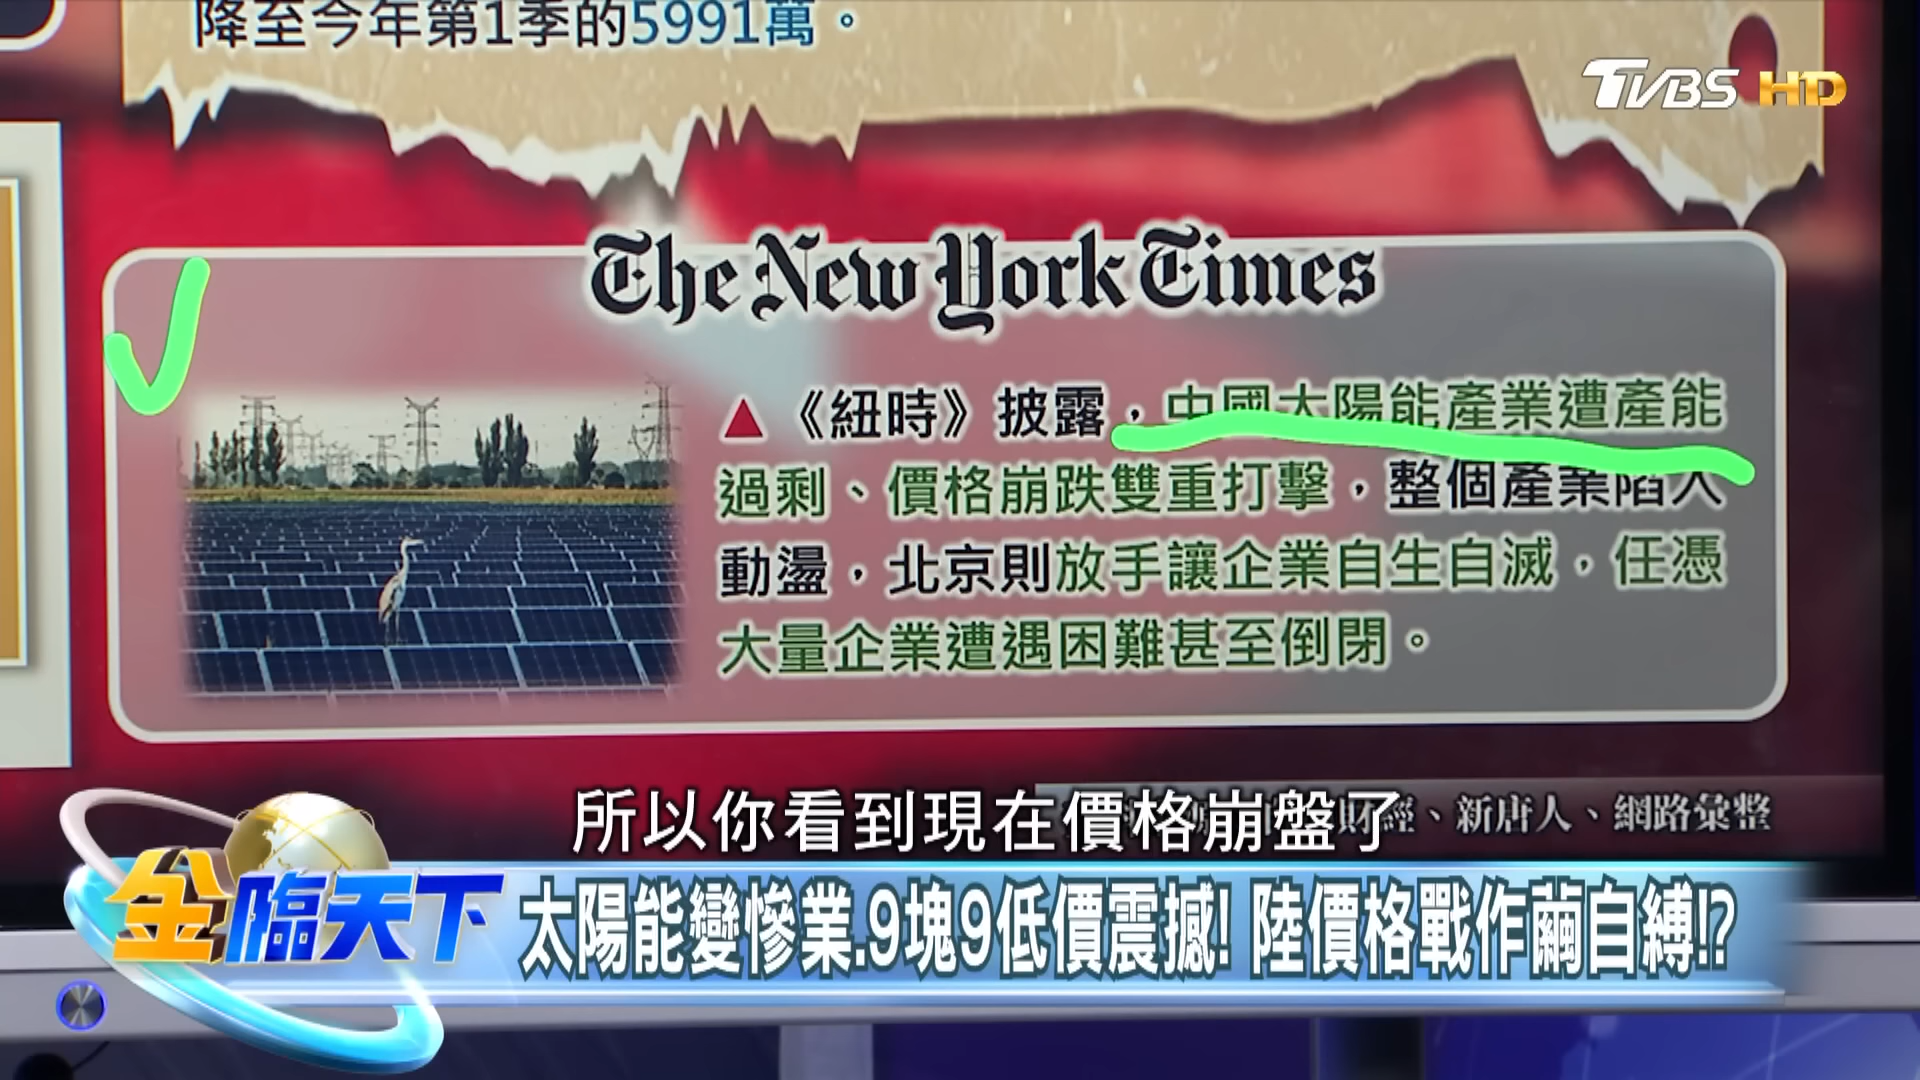 降至今年第1季的5991萬。
TVBS HD
The New York Times
▲《紐時》披露，中國太陽能產業遭產能
過剩、價格崩跌雙重打擊，整個產業陷入
動盪，北京則放手讓企業自生自滅，任憑
大量企業遭遇困難甚至倒閉。
財經、新唐人、網路彙整
所以你看到現在價格崩盤了
金臨天下
太陽能變慘業.9塊9低價震撼! 陸價格戰作繭自縛!?